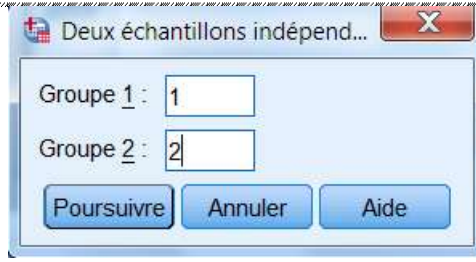 Deux échantillons indépend...
Groupe 1 : 1
Groupe 2 : 2
Poursuivre Annuler Aide